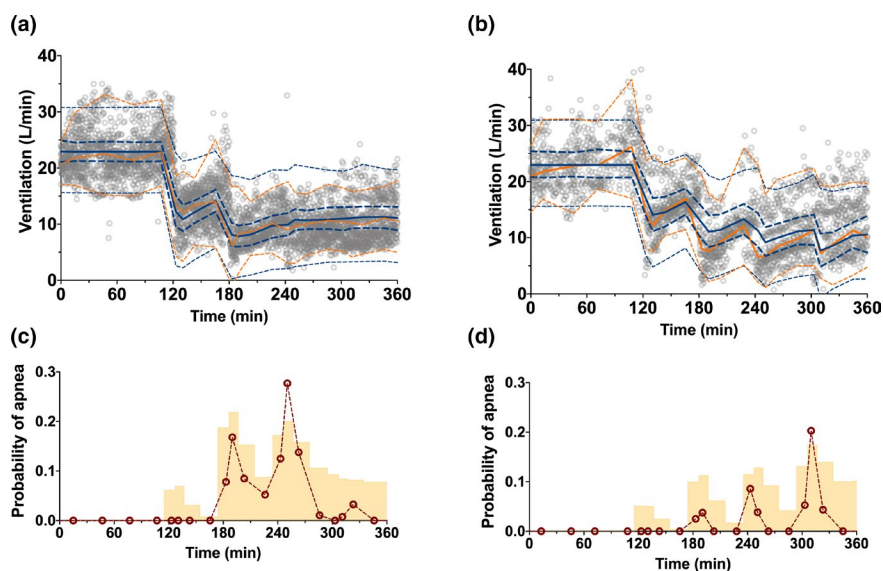 (a)
Ventilation (L/min)
40
30
20
10
0
0 60 120 180 240 300 360
Time (min)
(b)
Ventilation (L/min)
40
30
20
10
0
0 60 120 180 240 300 360
Time (min)
(c)
Probability of apnea
0.3
0.2
0.1
0.0
0 60 120 180 240 300 360
Time (min)
(d)
Probability of apnea
0.3
0.2
0.1
0.0
0 60 120 180 240 300 360
Time (min)